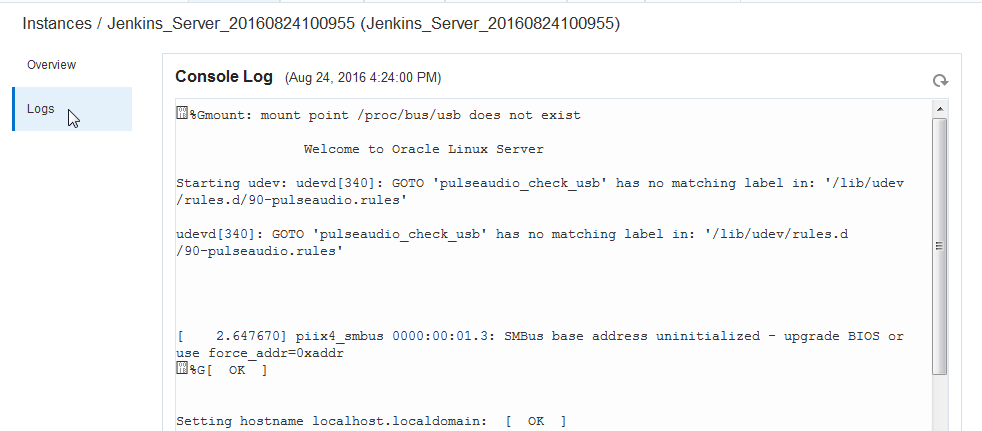 Instances / Jenkins_Server_20160824100955 (Jenkins_Server_20160824100955)
Overview
Logs
Console Log (Aug 24, 2016 4:24:00 PM)
%Gmount: mount point /proc/bus/usb does not exist
Welcome to Oracle Linux Server
Starting udev: udevd[340]: GOTO 'pulseaudio_check_usb' has no matching label in: '/lib/udev
/rules.d/90-pulseaudio.rules'
udevd[340]: GOTO 'pulseaudio_check_usb' has no matching label in: '/lib/udev/rules.d
/90-pulseaudio.rules'
[    2.647670] piix4_smbus 0000:00:01.3: SMBus base address uninitialized - upgrade BIOS or
use force_addr=0xaddr
%G[  OK  ]
Setting hostname localhost.localdomain:  [  OK  ]